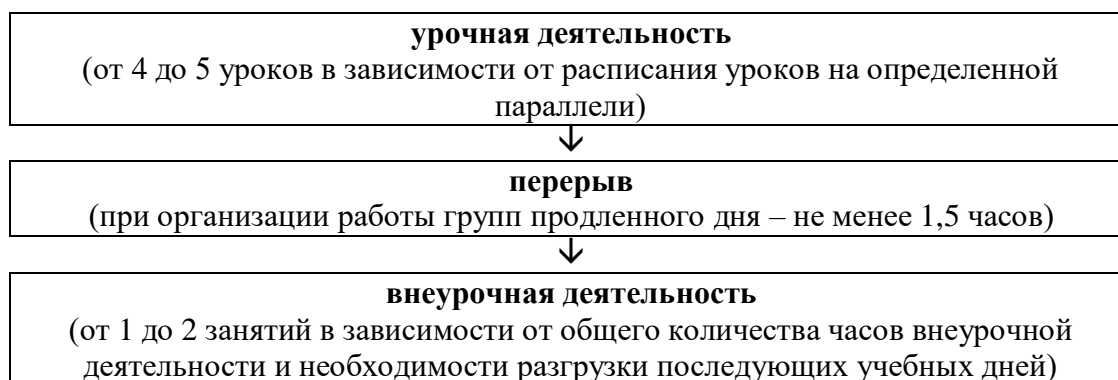 урочная деятельность
(от 4 до 5 уроков в зависимости от расписания уроков на определенной
параллели)
↓
перерыв
(при организации работы групп продленного дня – не менее 1,5 часов)
↓
внеурочная деятельность
(от 1 до 2 занятий в зависимости от общего количества часов внеурочной
деятельности и необходимости разгрузки последующих учебных дней)